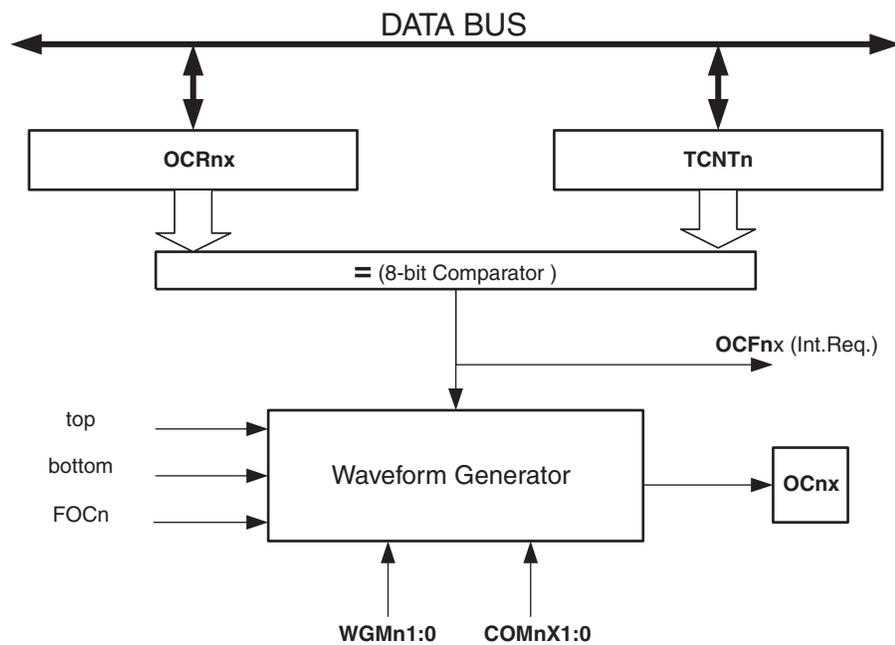 DATA BUS
OCRnx
TCNTn
= (8-bit Comparator )
OCFnx (Int.Req.)
top
bottom
FOCn
Waveform Generator
OCnx
WGMn1:0
COMnX1:0